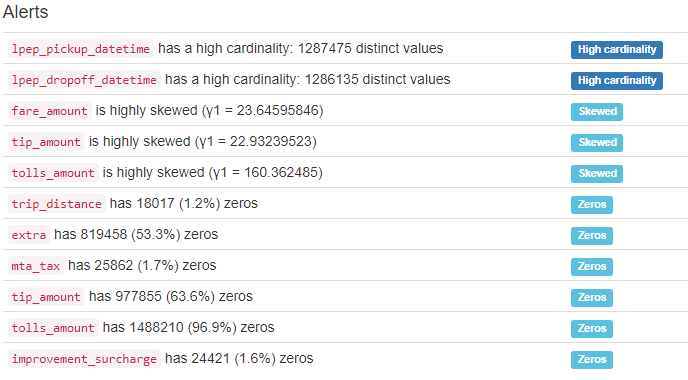 Alerts
lpep_pickup_datetime has a high cardinality: 1287475 distinct values High cardinality
lpep_dropoff_datetime has a high cardinality: 1286135 distinct values High cardinality
fare_amount is highly skewed (γ1 = 23.64595846) Skewed
tip_amount is highly skewed (γ1 = 22.93239523) Skewed
tolls_amount is highly skewed (γ1 = 160.362485) Skewed
trip_distance has 18017 (1.2%) zeros Zeros
extra has 819458 (53.3%) zeros Zeros
mta_tax has 25862 (1.7%) zeros Zeros
tip_amount has 977855 (63.6%) zeros Zeros
tolls_amount has 1488210 (96.9%) zeros Zeros
improvement_surcharge has 24421 (1.6%) zeros Zeros